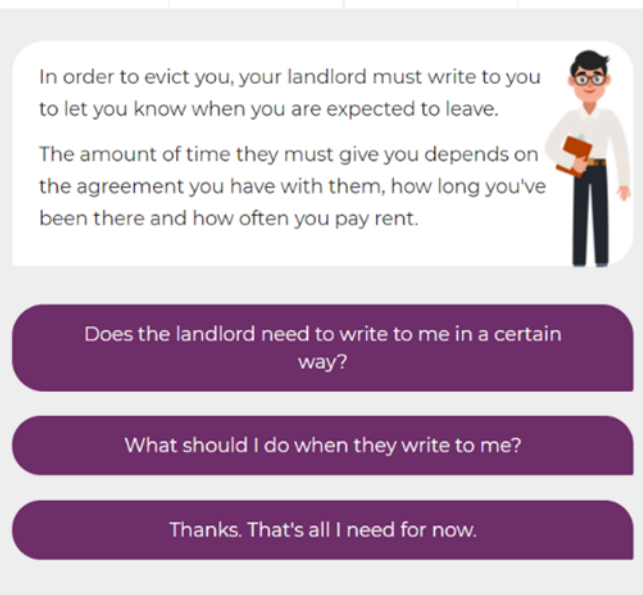 In order to evict you, your landlord must write to you
to let you know when you are expected to leave.
The amount of time they must give you depends on
the agreement you have with them, how long you've
been there and how often you pay rent.
Does the landlord need to write to me in a certain
way?
What should I do when they write to me?
Thanks. That's all I need for now.